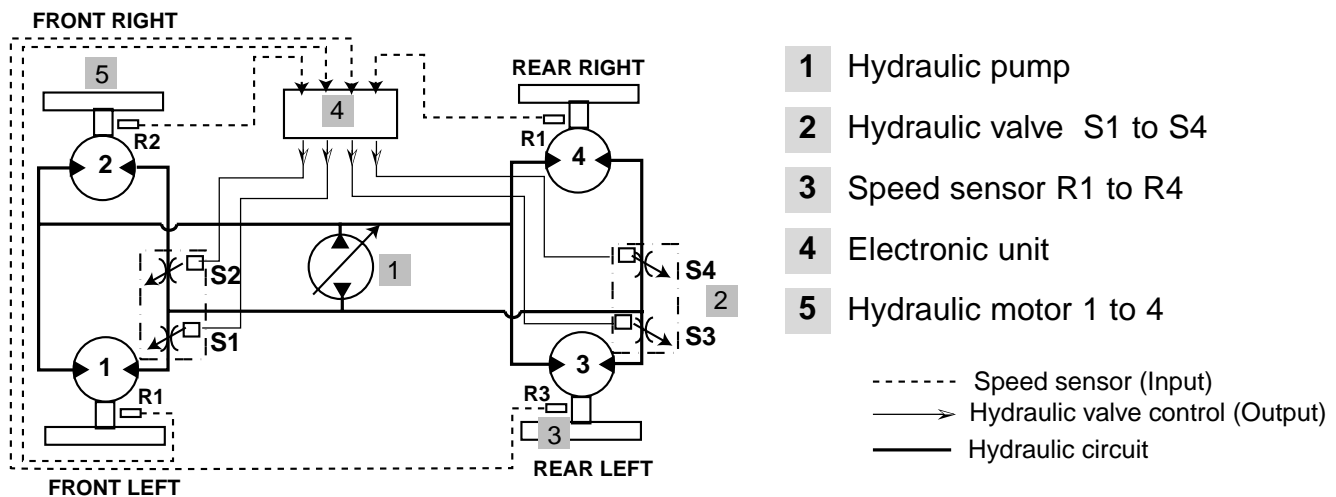 FRONT RIGHT
5
4
REAR RIGHT
R2
R1
2
4
S2
1
S4
2
S1
S3
1
3
R1
R3
3
REAR LEFT
FRONT LEFT
1 Hydraulic pump
2 Hydraulic valve S1 to S4
3 Speed sensor R1 to R4
4 Electronic unit
5 Hydraulic motor 1 to 4
Speed sensor (Input)
Hydraulic valve control (Output)
Hydraulic circuit